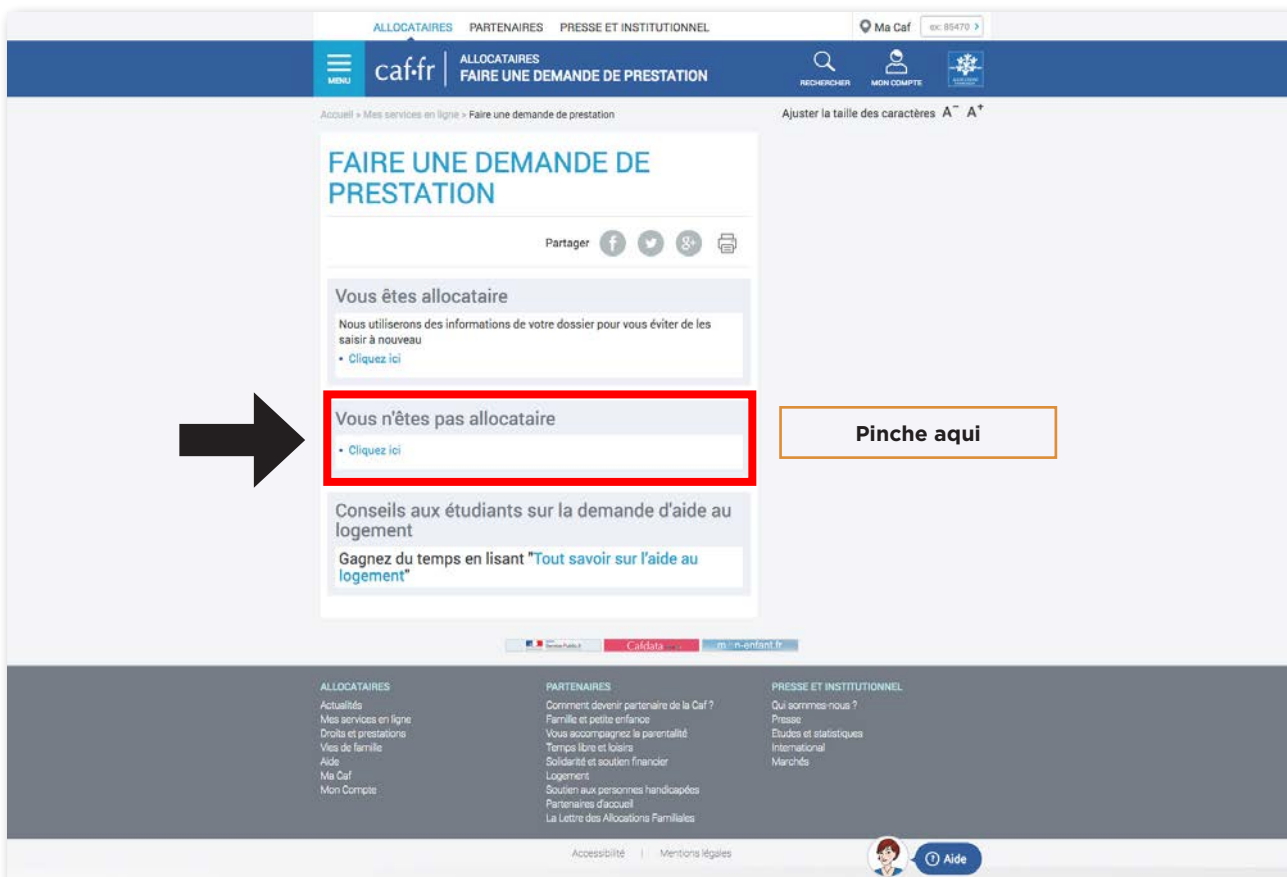 ALLOCATAIRES PARTENAIRES PRESSE ET INSTITUTIONNEL
Ma Caf ex: 85470 >
MENU
caf.fr
ALLOCATAIRES
FAIRE UNE DEMANDE DE PRESTATION
RECHERCHER
MON COMPTE
Accueil » Mes services en ligne » Faire une demande de prestation
Ajuster la taille des caractères A- A+
FAIRE UNE DEMANDE DE
PRESTATION
Partager
Vous êtes allocataire
Nous utiliserons des informations de votre dossier pour vous éviter de les
saisir à nouveau
• Cliquez ici
Vous n'êtes pas allocataire
• Cliquez ici
Pinche aqui
Conseils aux étudiants sur la demande d'aide au
logement
Gagnez du temps en lisant "Tout savoir sur l'aide au
logement"
Cafdata
enfant.fr
ALLOCATAIRES
Actualités
Mes services en ligne
Droits et prestations
Vies de famille
Aide
Ma Caf
Mon Compte
PARTENAIRES
Comment devenir partenaire de la Caf ?
Famille et petite enfance
Vous accompagnez la parentalité
Temps libre et loisirs
Solidarité et soutien financier
Logement
Soutien aux personnes handicapées
Partenaires d'accueil
La Lettre des Allocations Familiales
PRESSE ET INSTITUTIONNEL
Qui sommes-nous ?
Presse
Etudes et statistiques
International
Marchés
Accessibilité | Mentions légales
Aide